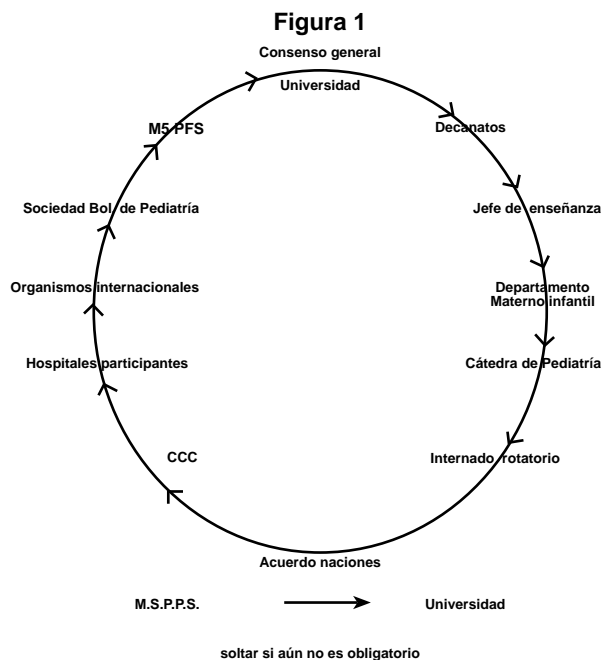 Figura 1
Consenso general
Universidad
M5 PFS
Decanatos
Sociedad Bol. de Pediatría
Jefe de enseñanza
Organismos internacionales
Departamento
Materno infantil
Hospitales participantes
Cátedra de Pediatría
CCC
Internado rotatorio
Acuerdo naciones
M.S.P.P.S.
Universidad
soltar si aún no es obligatorio